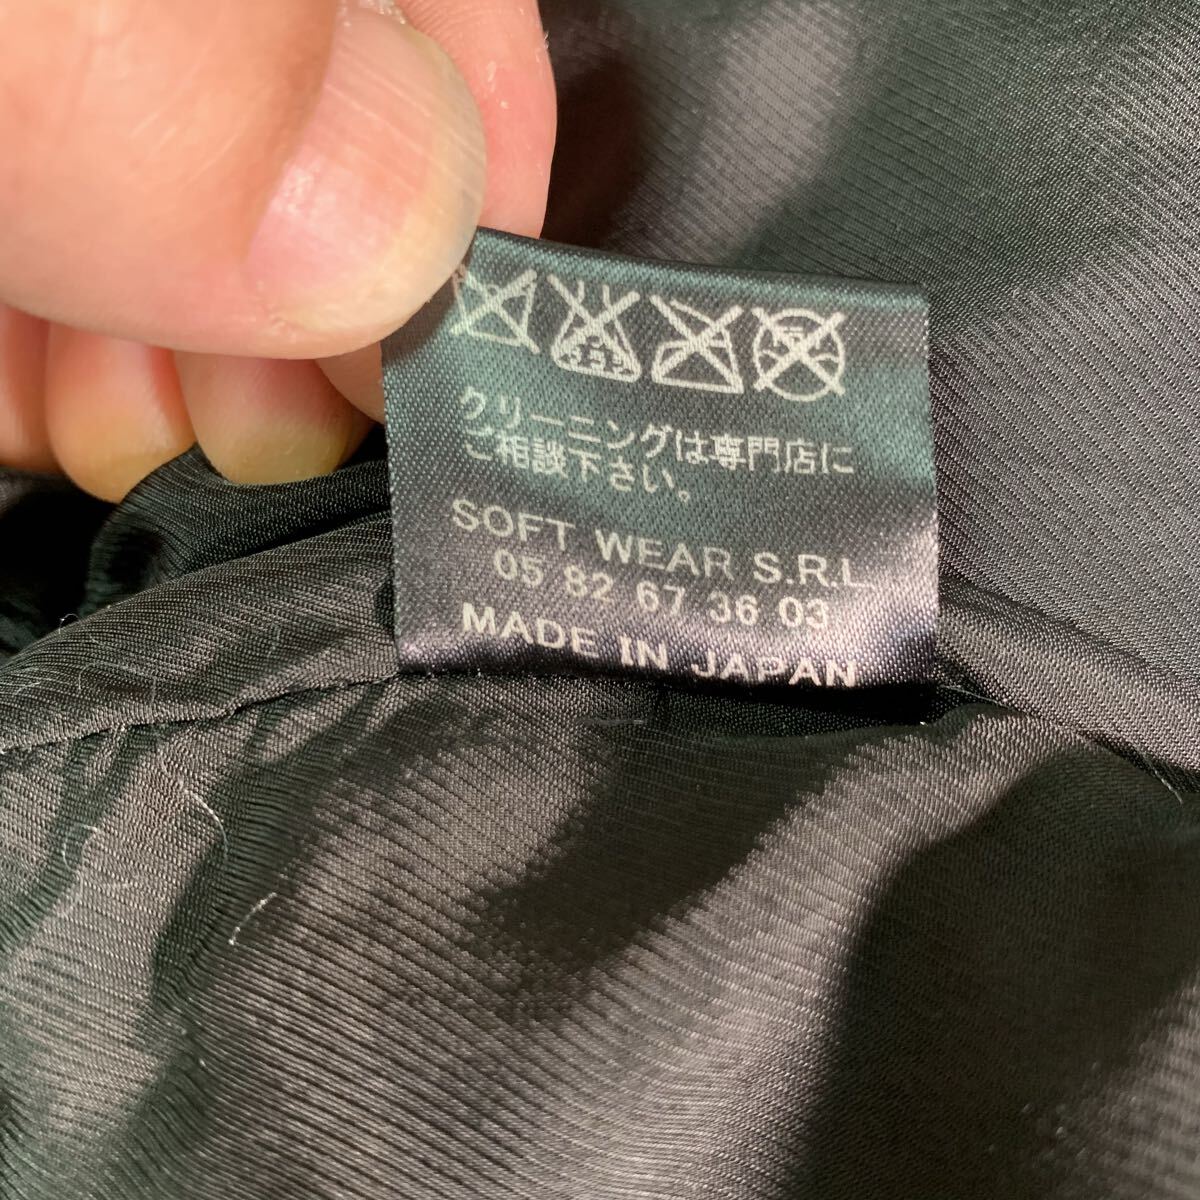 クリーニングは専門店に
ご相談下さい。
SOFT WEAR S.R.L
05 82 67 36 03
MADE IN JAPAN